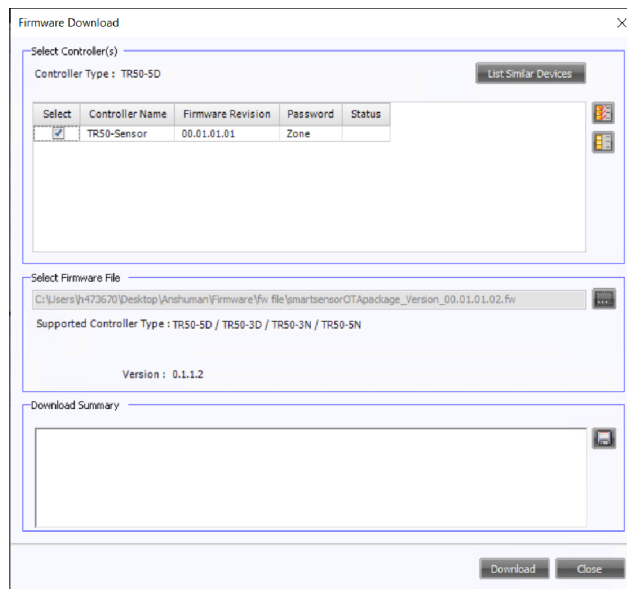 Firmware Download
Select Controller(s)
Controller Type : TR50-5D
List Similar Devices
Select Controller Name Firmware Revision Password Status
TR50-Sensor 00.01.01.01 Zone
Select Firmware File
C:\Users\h473670\Desktop\Anshuman\Firmware\fw file\smartsensorOTApackage_Version_00.01.01.02.fw
Supported Controller Type : TR50-5D / TR50-3D / TR50-3N / TR50-5N
Version : 0.1.1.2
Download Summary
Download Close